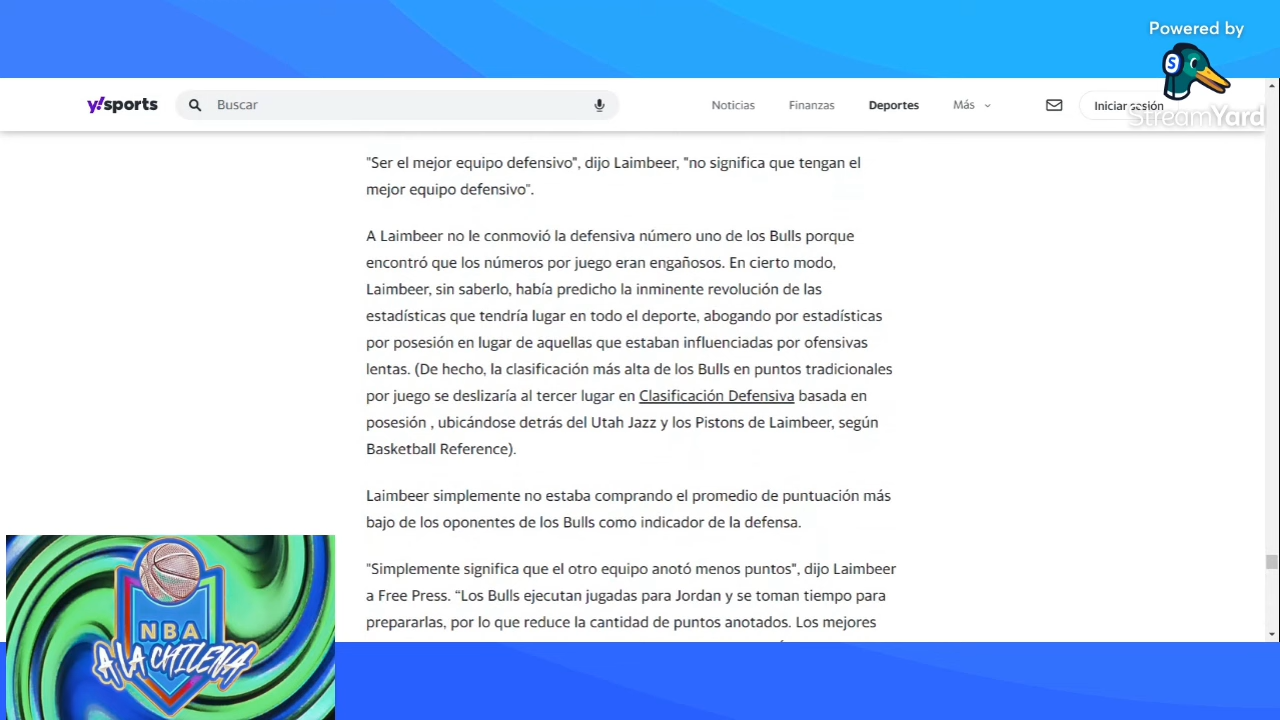 Powered by
S
StreamYard
y!sports
Buscar
Noticias
Finanzas
Deportes
Más
Iniciar sesión
"Ser el mejor equipo defensivo", dijo Laimbeer, "no significa que tengan el
mejor equipo defensivo".
A Laimbeer no le conmovió la defensiva número uno de los Bulls porque
encontró que los números por juego eran engañosos. En cierto modo,
Laimbeer, sin saberlo, había predicho la inminente revolución de las
estadísticas que tendría lugar en todo el deporte, abogando por estadísticas
por posesión en lugar de aquellas que estaban influenciadas por ofensivas
lentas. (De hecho, la clasificación más alta de los Bulls en puntos tradicionales
por juego se deslizaría al tercer lugar en Clasificación Defensiva basada en
posesión , ubicándose detrás del Utah Jazz y los Pistons de Laimbeer, según
Basketball Reference).
Laimbeer simplemente no estaba comprando el promedio de puntuación más
bajo de los oponentes de los Bulls como indicador de la defensa.
"Simplemente significa que el otro equipo anotó menos puntos", dijo Laimbeer
a Free Press. “Los Bulls ejecutan jugadas para Jordan y se toman tiempo para
prepararlas, por lo que reduce la cantidad de puntos anotados. Los mejores
NBA
A LA CHILENA